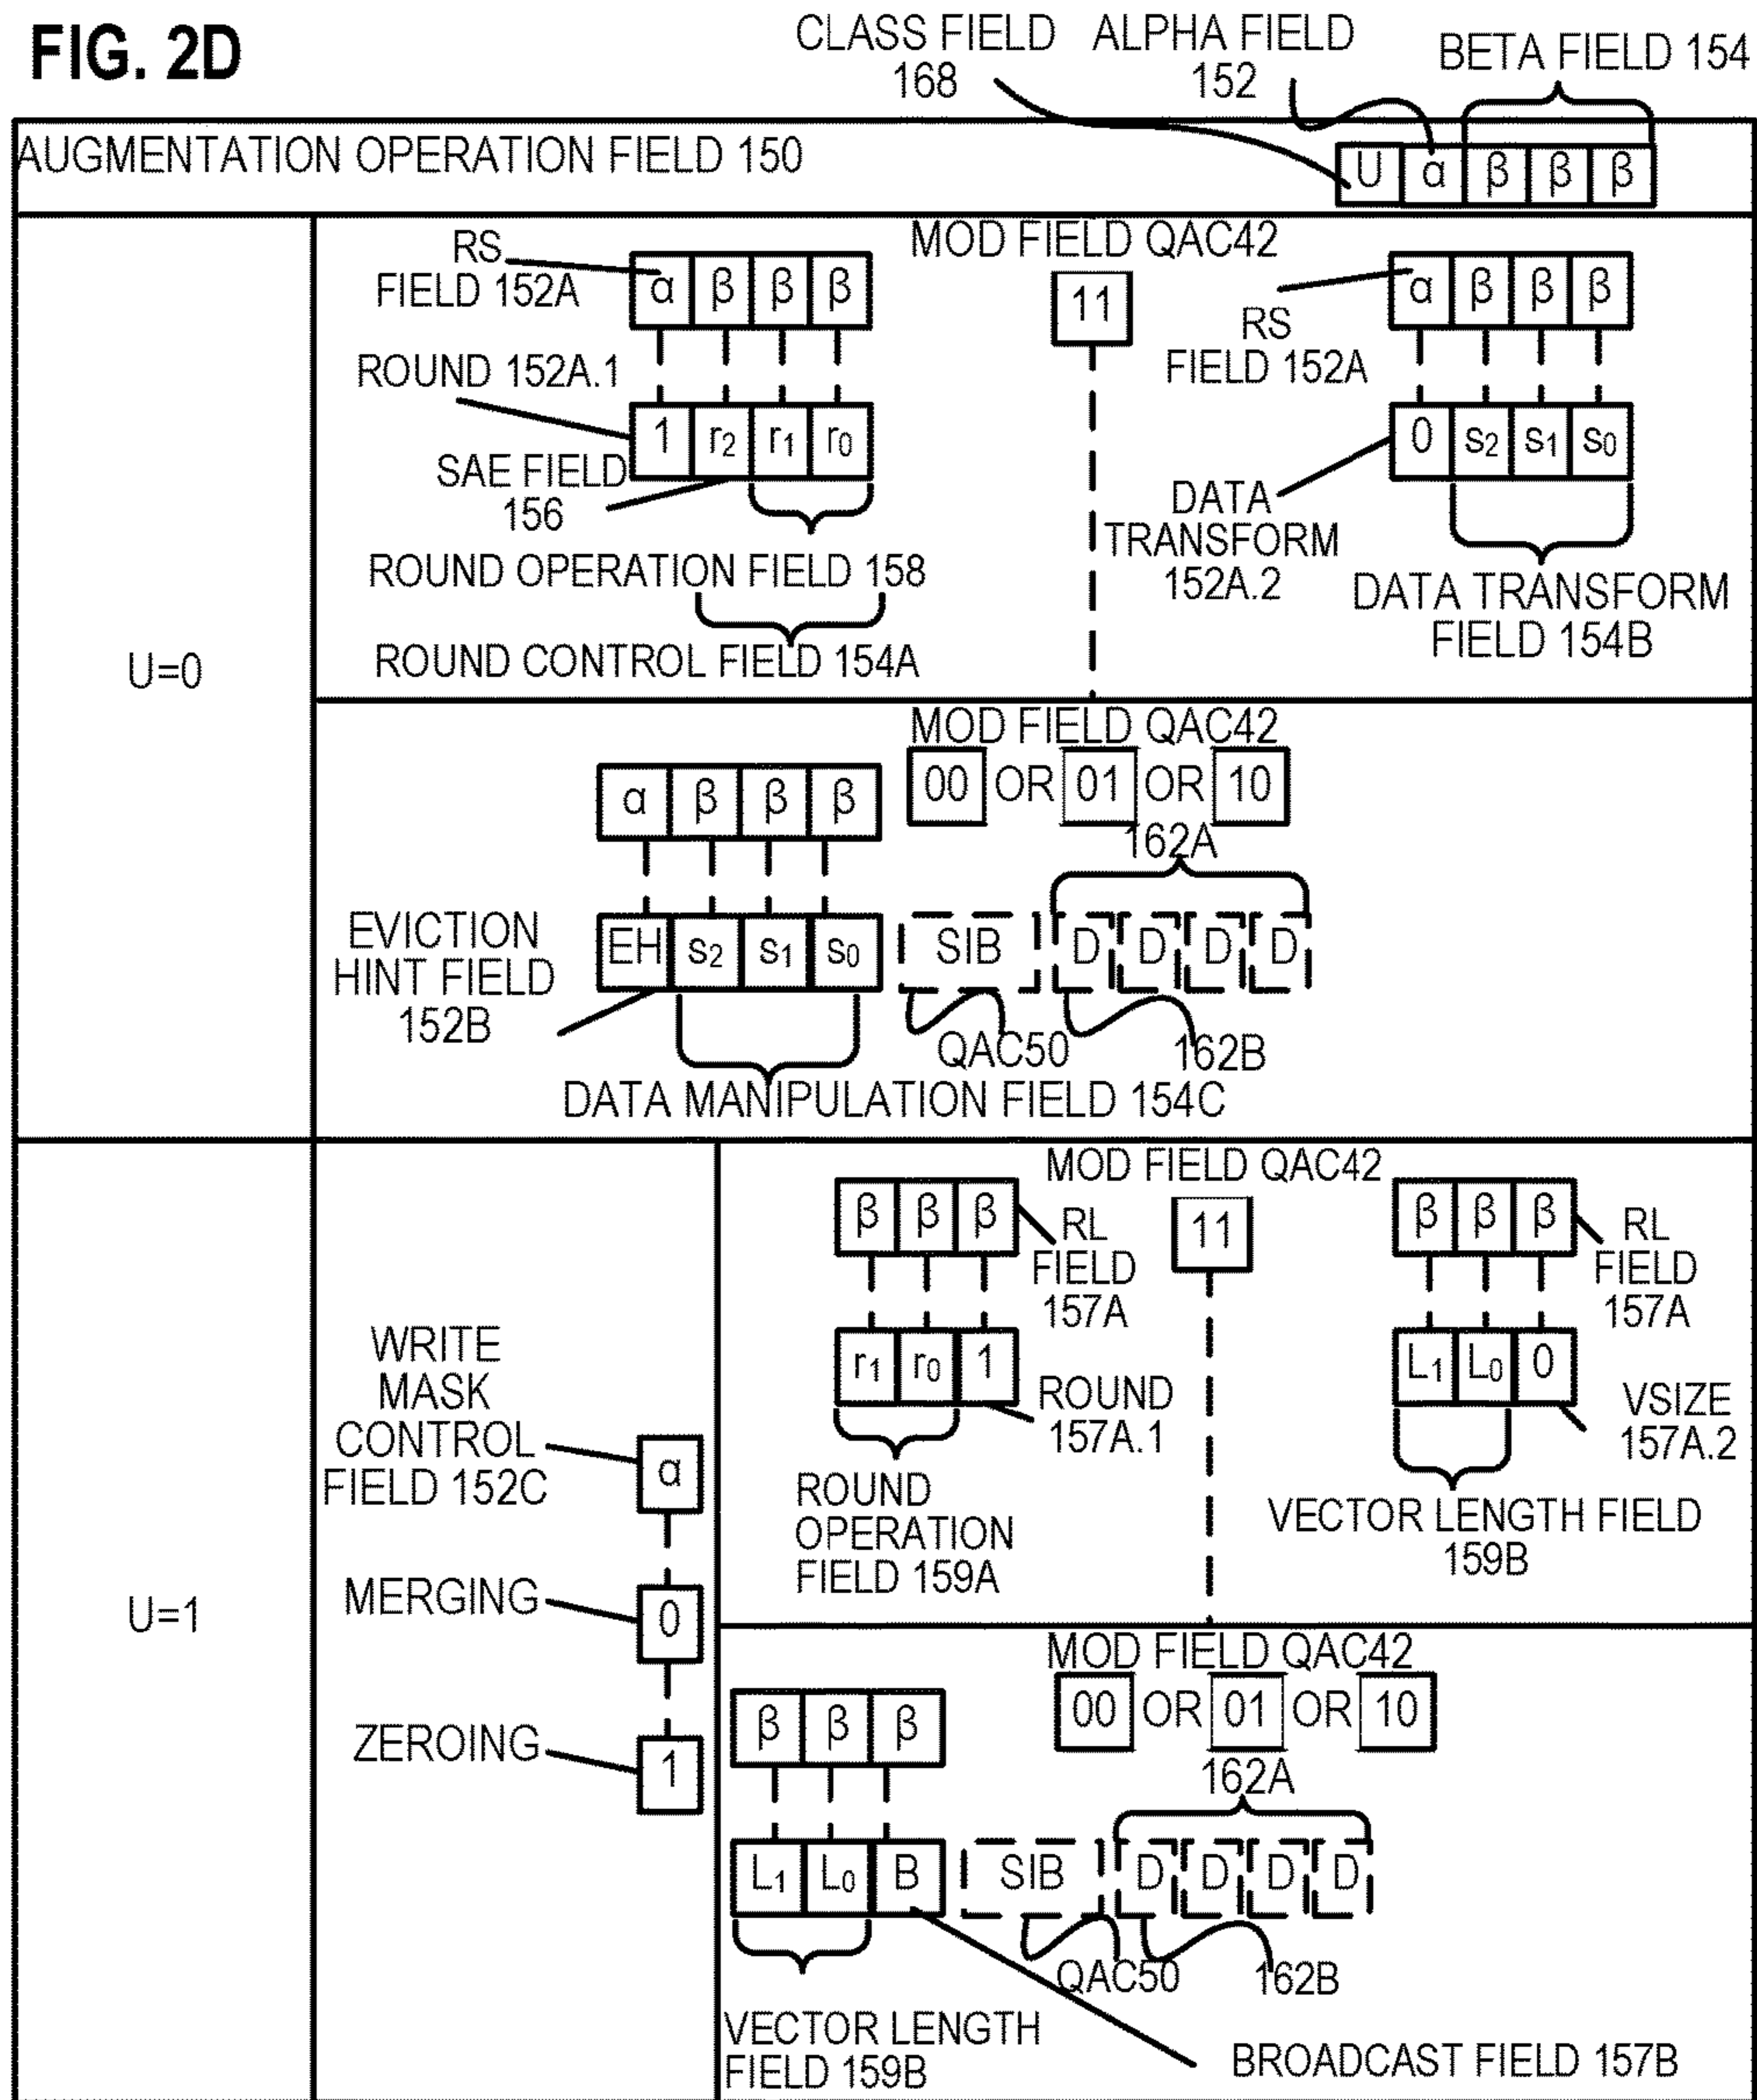 FIG. 2D
CLASS FIELD
168
ALPHA FIELD
152
BETA FIELD 154
AUGMENTATION OPERATION FIELD 150
U α β β β
U=0
MOD FIELD QAC42
11
RS
FIELD 152A
α β β β
ROUND 152A.1
1 r2 r1 r0
SAE FIELD
156
ROUND OPERATION FIELD 158
ROUND CONTROL FIELD 154A
α β β β
RS
FIELD 152A
0 s2 s1 s0
DATA
TRANSFORM
152A.2
DATA TRANSFORM
FIELD 154B
MOD FIELD QAC42
00 OR 01 OR 10
α β β β
162A
EVICTION
HINT FIELD
152B
EH s2 s1 s0 SIB D D D D
QAC50
162B
DATA MANIPULATION FIELD 154C
U=1
WRITE
MASK
CONTROL
FIELD 152C
α
MERGING
0
ZEROING
1
MOD FIELD QAC42
11
β β β
RL
FIELD
157A
r1 r0 1
ROUND
157A.1
ROUND
OPERATION
FIELD 159A
β β β
RL
FIELD
157A
L1 L0 0
VSIZE
157A.2
VECTOR LENGTH FIELD
159B
MOD FIELD QAC42
00 OR 01 OR 10
β β β
162A
L1 L0 B SIB D D D D
QAC50
162B
VECTOR LENGTH
FIELD 159B
BROADCAST FIELD 157B